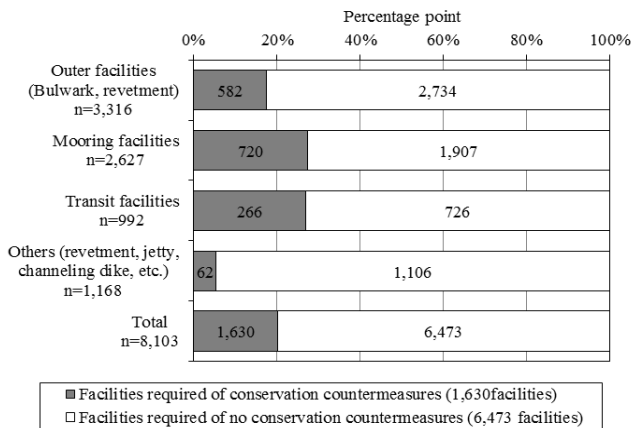 Percentage point
0% 20% 40% 60% 80% 100%
Outer facilities
(Bulwark, revetment)
n=3,316
582 2,734
Mooring facilities
n=2,627
720 1,907
Transit facilities
n=992
266 726
Others (revetment, jetty,
channeling dike, etc.)
n=1,168
62 1,106
Total
n=8,103
1,630 6,473
Facilities required of conservation countermeasures (1,630facilities)
Facilities required of no conservation countermeasures (6,473 facilities)